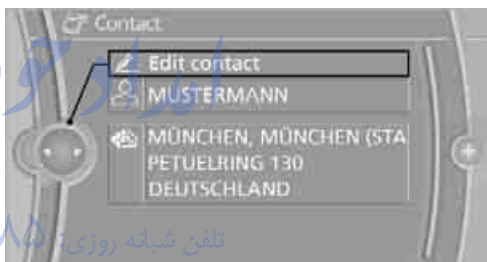 Contact
Edit contact
MUSTERMANN
MÜNCHEN, MÜNCHEN (STA
PETUELRING 130
DEUTSCHLAND
تلفن شبانه روزی: